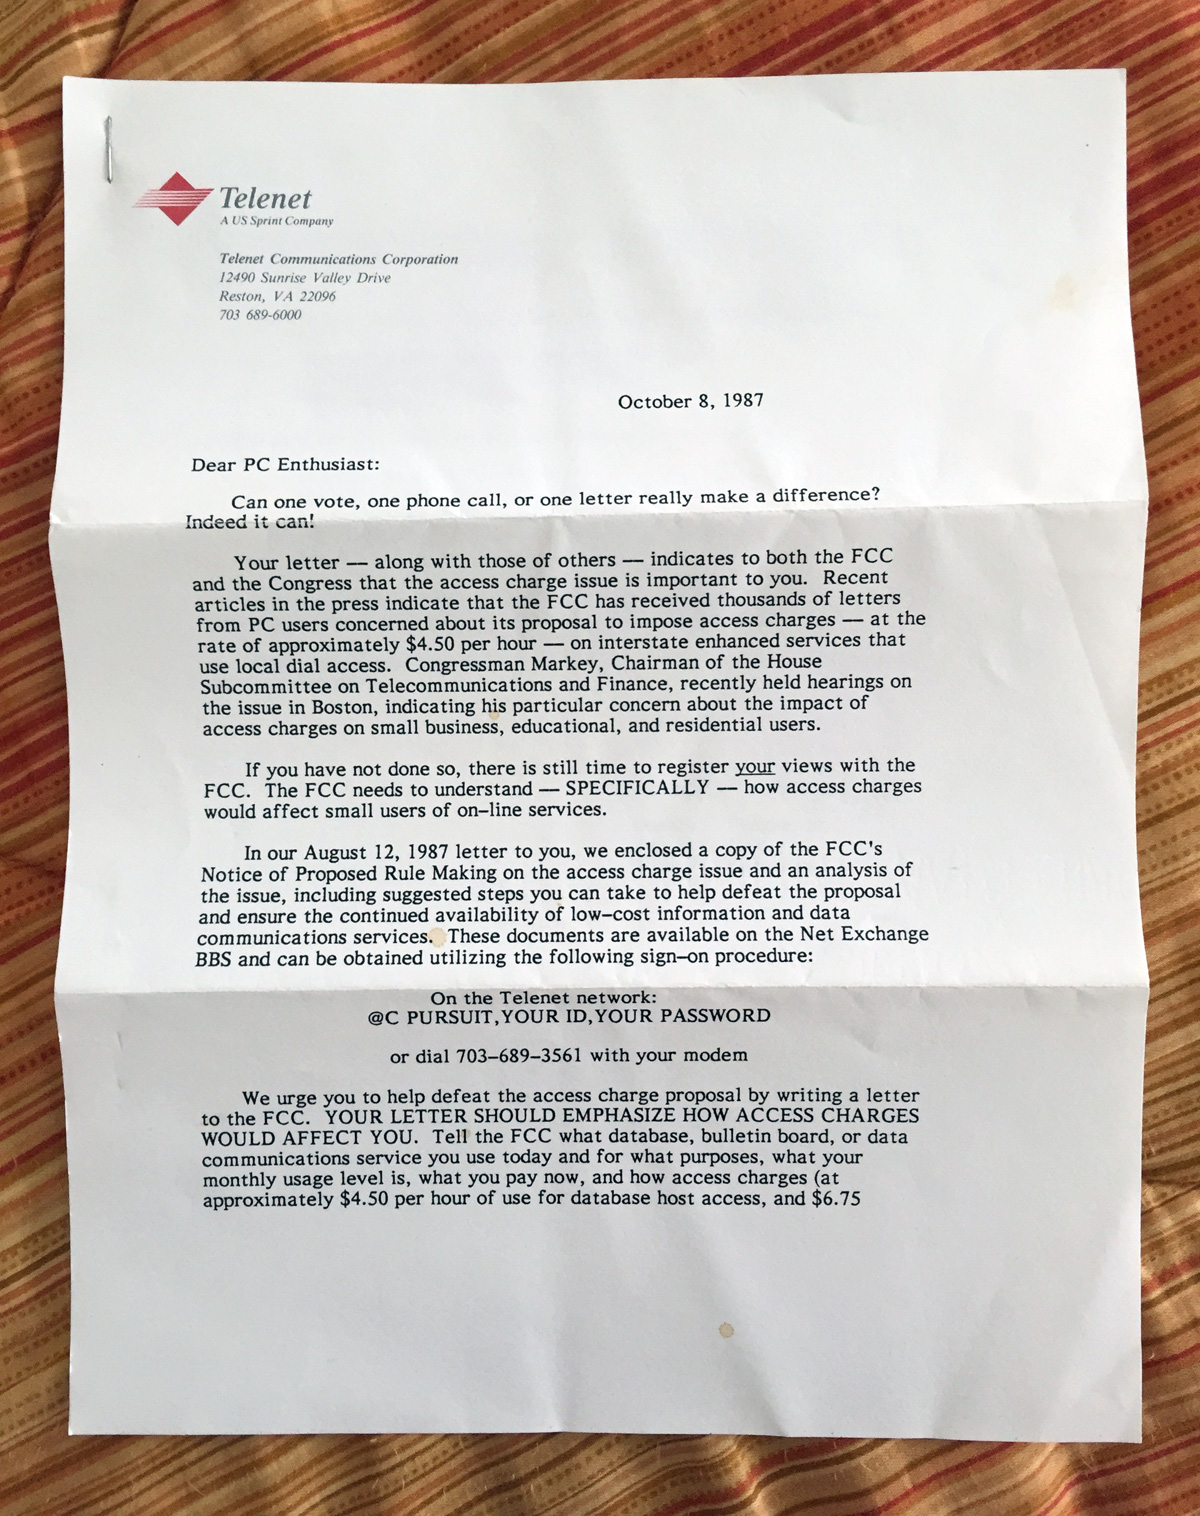 Telenet
A US Sprint Company
Telenet Communications Corporation
12490 Sunrise Valley Drive
Reston, VA 22096
703 689-6000
October 8, 1987
Dear PC Enthusiast:
Can one vote, one phone call, or one letter really make a difference?
Indeed it can!
Your letter — along with those of others — indicates to both the FCC
and the Congress that the access charge issue is important to you. Recent
articles in the press indicate that the FCC has received thousands of letters
from PC users concerned about its proposal to impose access charges — at the
rate of approximately $4.50 per hour — on interstate enhanced services that
use local dial access. Congressman Markey, Chairman of the House
Subcommittee on Telecommunications and Finance, recently held hearings on
the issue in Boston, indicating his particular concern about the impact of
access charges on small business, educational, and residential users.
If you have not done so, there is still time to register your views with the
FCC. The FCC needs to understand — SPECIFICALLY — how access charges
would affect small users of on-line services.
In our August 12, 1987 letter to you, we enclosed a copy of the FCC's
Notice of Proposed Rule Making on the access charge issue and an analysis of
the issue, including suggested steps you can take to help defeat the proposal
and ensure the continued availability of low-cost information and data
communications services. These documents are available on the Net Exchange
BBS and can be obtained utilizing the following sign-on procedure:
On the Telenet network:
@C PURSUIT,YOUR ID,YOUR PASSWORD
or dial 703-689-3561 with your modem
We urge you to help defeat the access charge proposal by writing a letter
to the FCC. YOUR LETTER SHOULD EMPHASIZE HOW ACCESS CHARGES
WOULD AFFECT YOU. Tell the FCC what database, bulletin board, or data
communications service you use today and for what purposes, what your
monthly usage level is, what you pay now, and how access charges (at
approximately $4.50 per hour of use for database host access, and $6.75